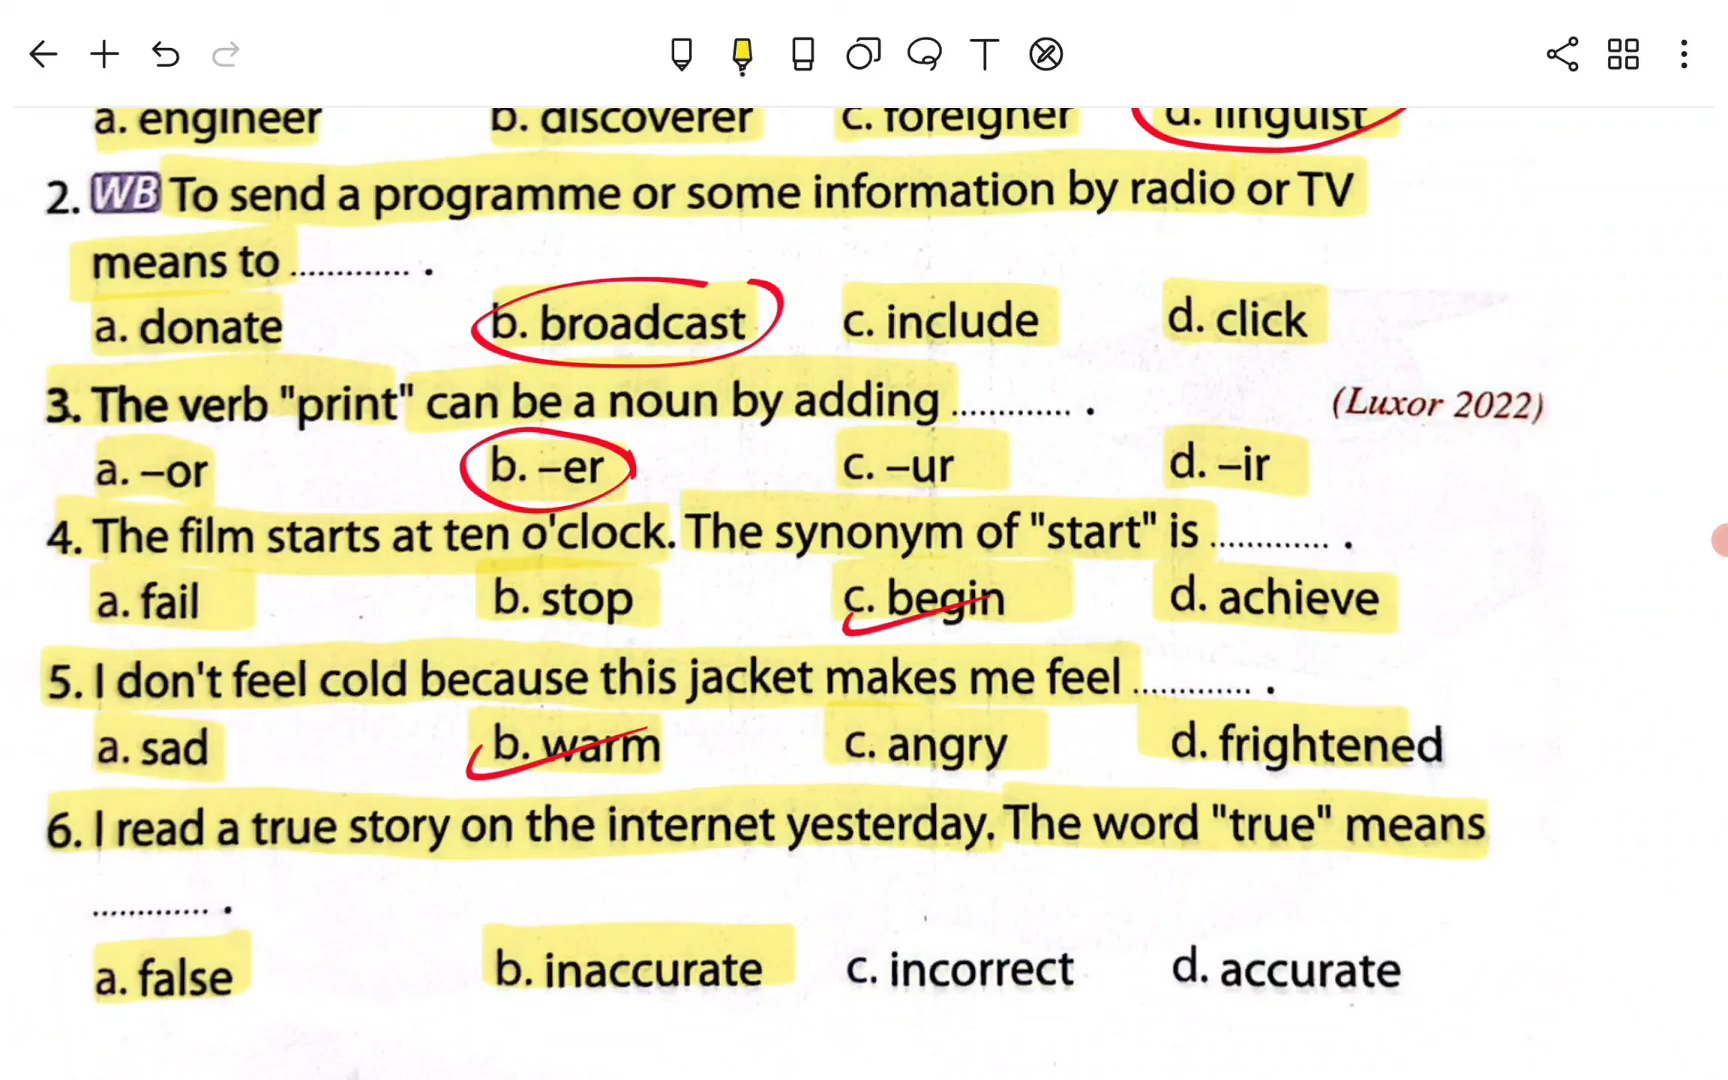 a. engineer b. discoverer c. foreigner d. linguist
2. WB To send a programme or some information by radio or TV
means to ............. .
a. donate b. broadcast c. include d. click
3. The verb "print" can be a noun by adding ............. . (Luxor 2022)
a. –or b. –er c. –ur d. –ir
4. The film starts at ten o'clock. The synonym of "start" is ............. .
a. fail b. stop c. begin d. achieve
5. I don't feel cold because this jacket makes me feel ............. .
a. sad b. warm c. angry d. frightened
6. I read a true story on the internet yesterday. The word "true" means
............. .
a. false b. inaccurate c. incorrect d. accurate